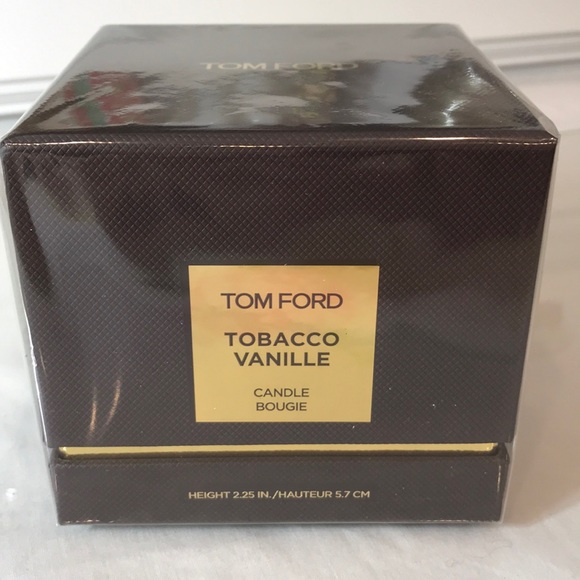 TOM FORD
TOM FORD
TOBACCO
VANILLE
CANDLE
BOUGIE
HEIGHT 2.25 IN./HAUTEUR 5.7 CM